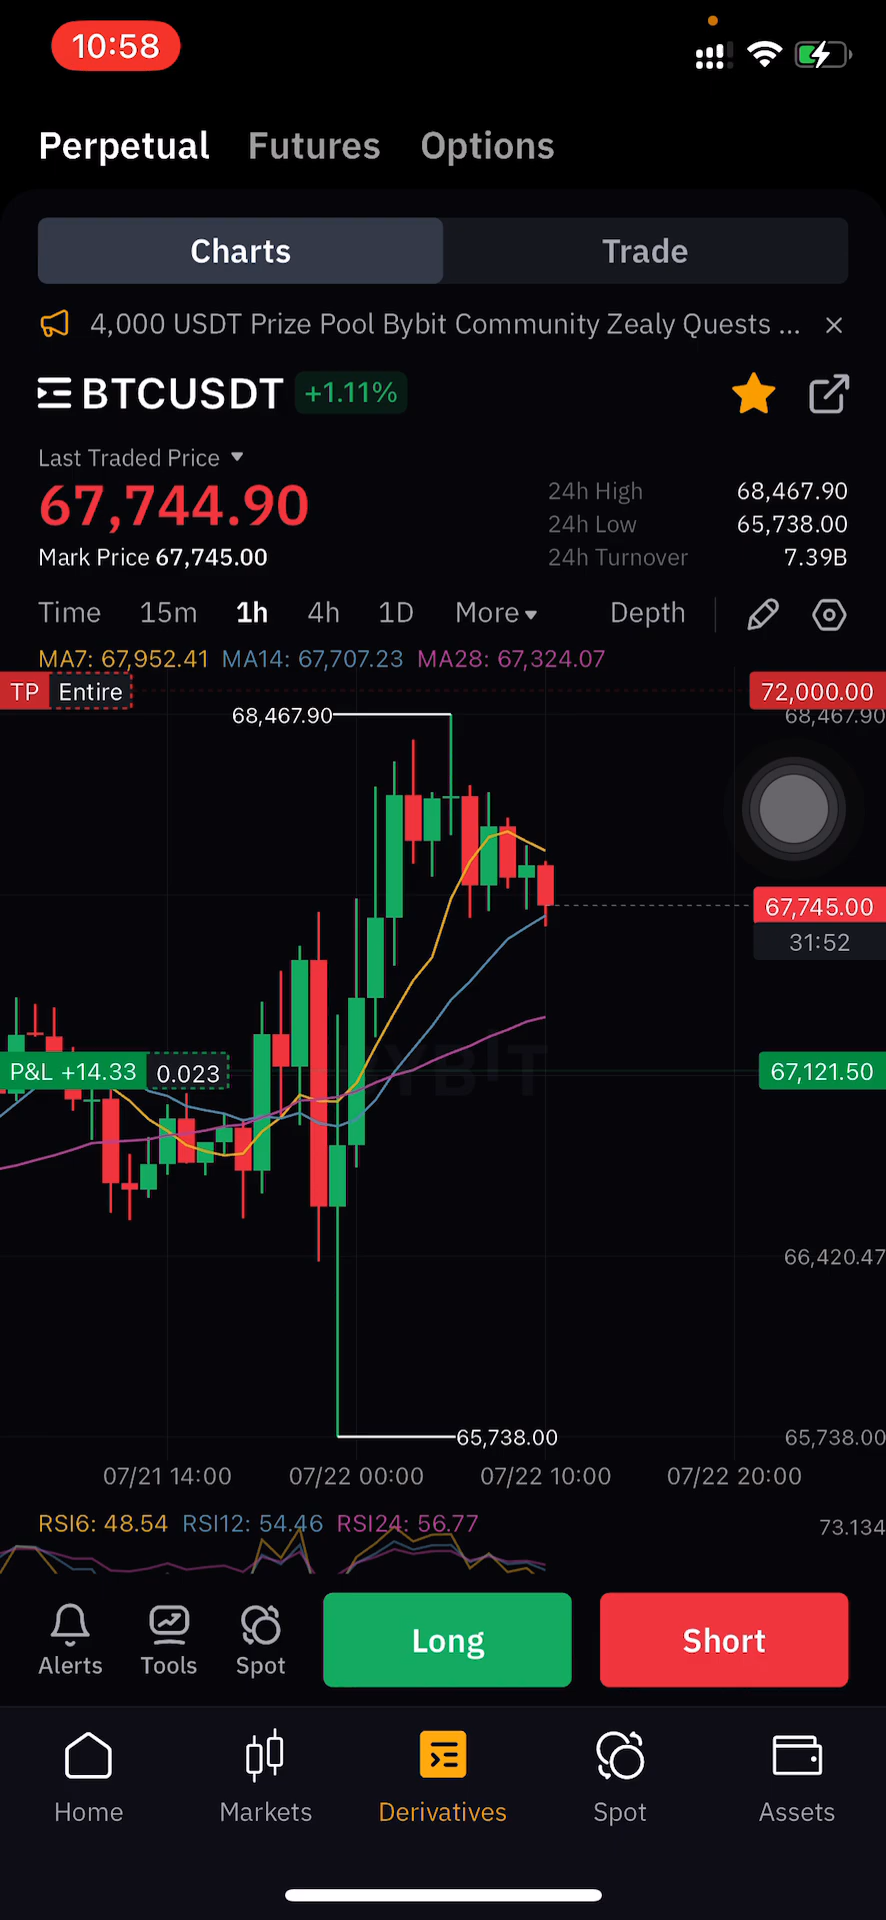 10:58
Perpetual Futures Options
Charts Trade
4,000 USDT Prize Pool Bybit Community Zealy Quests ...
BTCUSDT +1.11%
Last Traded Price
67,744.90
Mark Price 67,745.00
24h High 68,467.90
24h Low 65,738.00
24h Turnover 7.39B
Time 15m 1h 4h 1D More Depth
MA7: 67,952.41 MA14: 67,707.23 MA28: 67,324.07
TP Entire 72,000.00
68,467.90 68,467.90
67,745.00
31:52
BYBIT
P&L +14.33 0.023 67,121.50
66,420.47
65,738.00 65,738.00
07/21 14:00 07/22 00:00 07/22 10:00 07/22 20:00
RSI6: 48.54 RSI12: 54.46 RSI24: 56.77 73.134
Alerts Tools Spot Long Short
Home Markets Derivatives Spot Assets